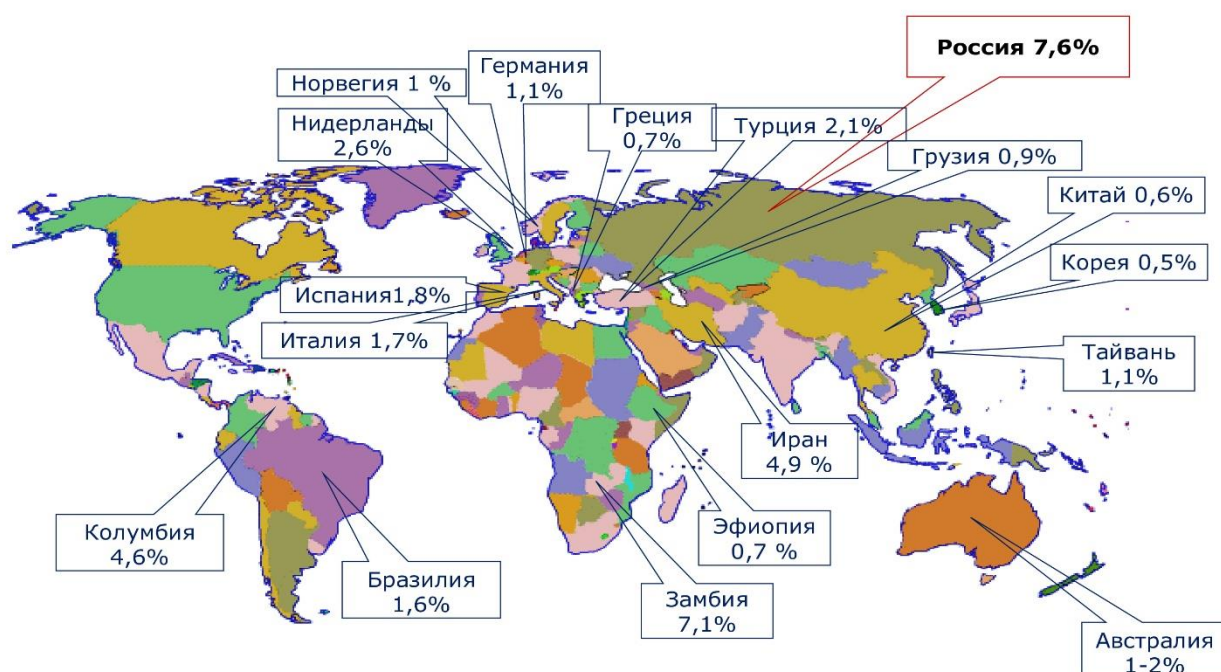 Россия 7,6%
Германия
1,1%
Норвегия 1 %
Греция
0,7%
Турция 2,1%
Нидерланды
2,6%
Грузия 0,9%
Китай 0,6%
Корея 0,5%
Испания1,8%
Италия 1,7%
Тайвань
1,1%
Иран
4,9 %
Колумбия
4,6%
Эфиопия
0,7 %
Бразилия
1,6%
Замбия
7,1%
Австралия
1-2%